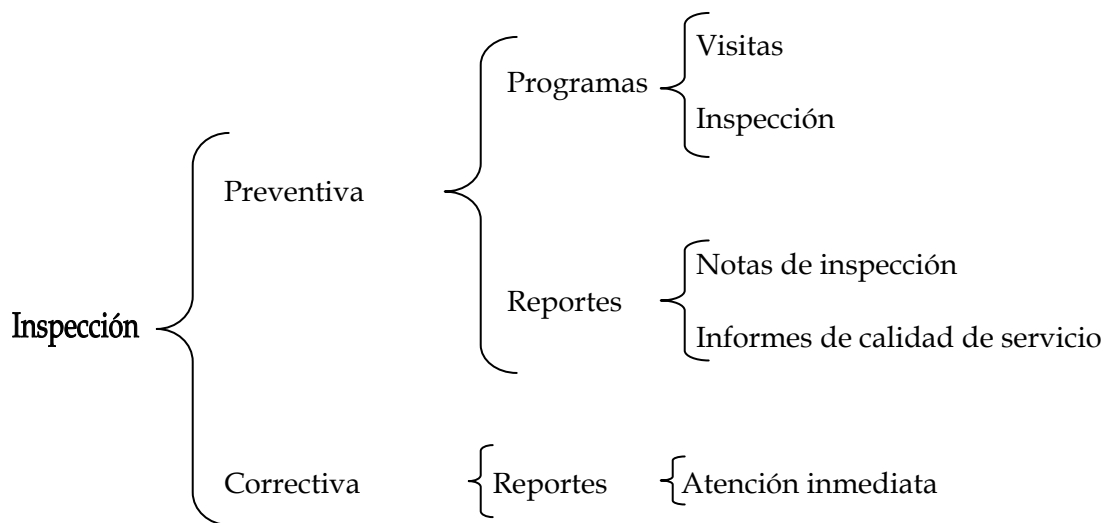 Visitas
Programas
Inspección
Preventiva
Notas de inspección
Reportes
Inspección
Informes de calidad de servicio
Correctiva
Reportes
Atención inmediata